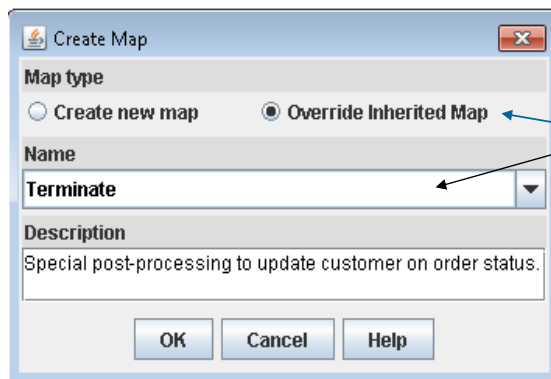 Create Map
Map type
Create new map Override Inherited Map
Name
Terminate
Description
Special post-processing to update customer on order status.
OK Cancel Help